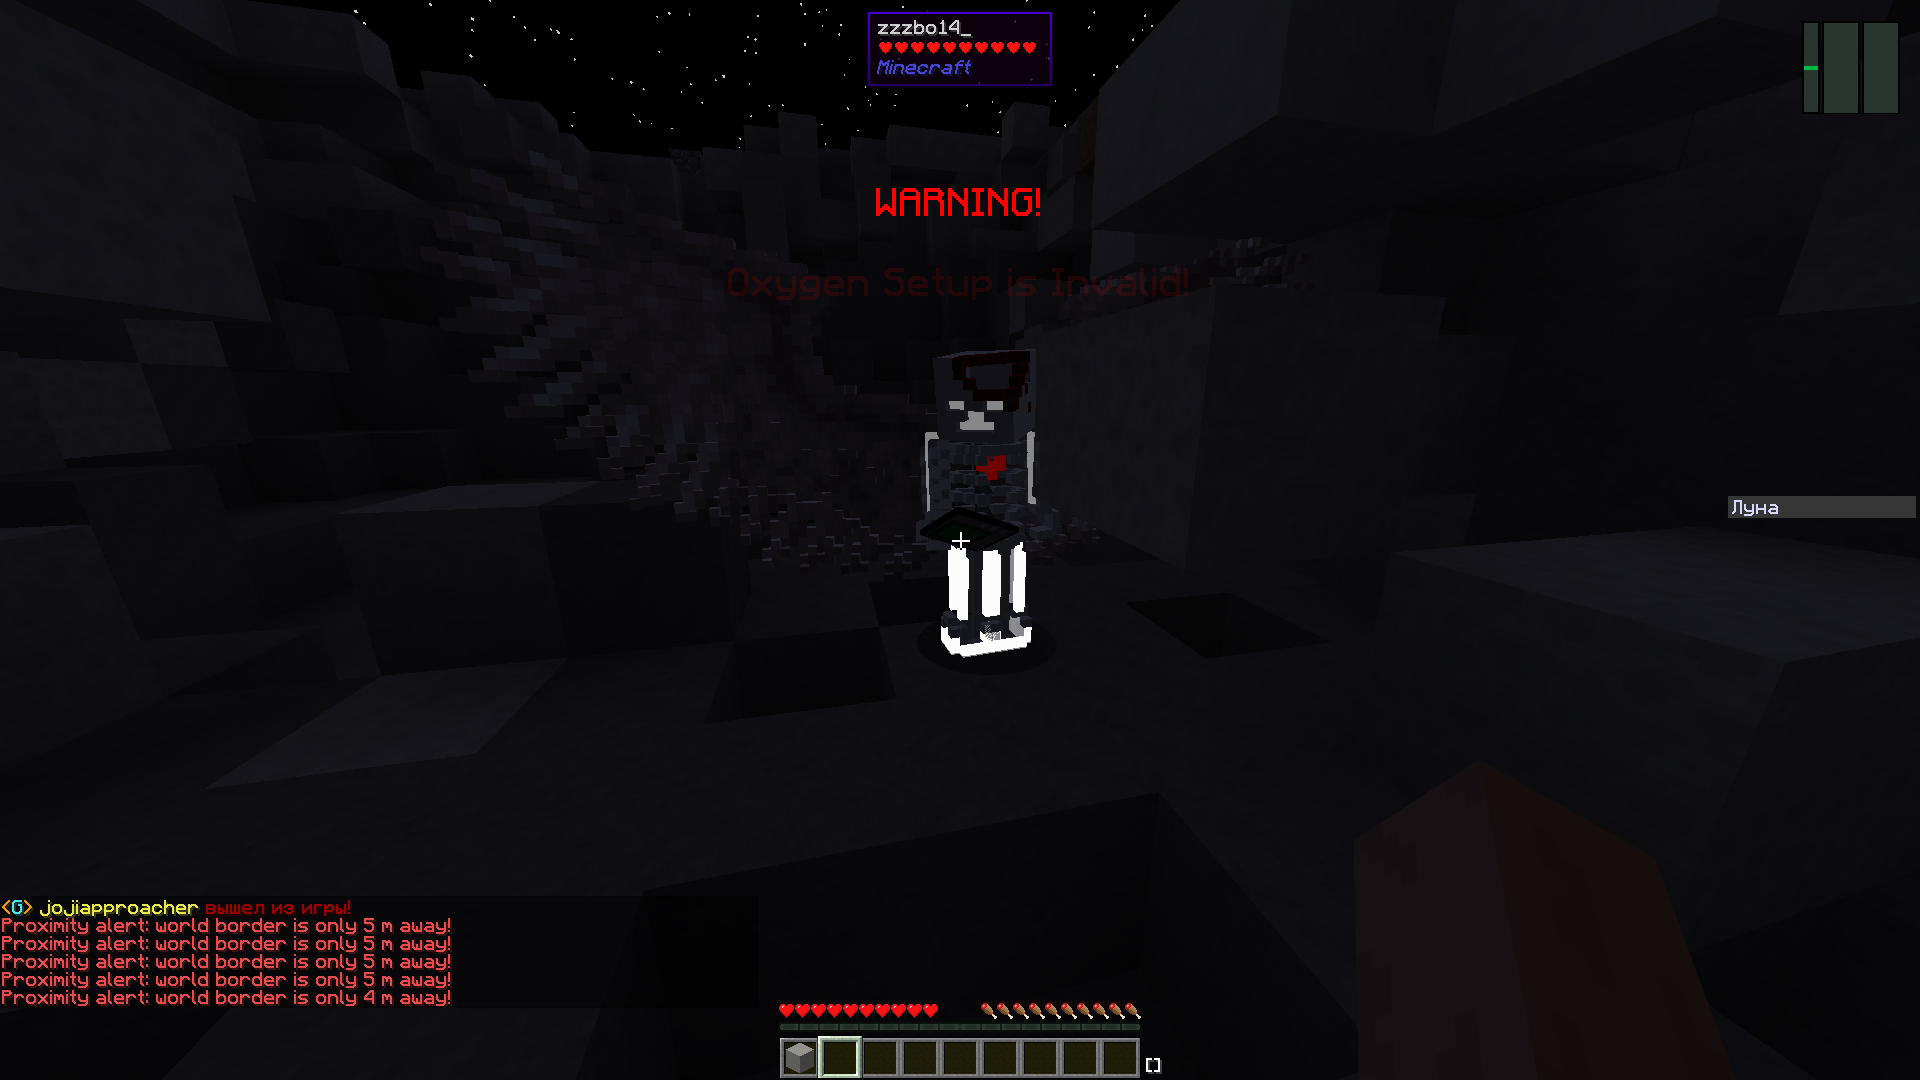 zzzbo14_
Minecraft
WARNING!
Oxygen Setup is Invalid!
Луна
<G> jojiapproacher вышел из игры!
Proximity alert: world border is only 5 m away!
Proximity alert: world border is only 5 m away!
Proximity alert: world border is only 5 m away!
Proximity alert: world border is only 5 m away!
Proximity alert: world border is only 4 m away!
[]